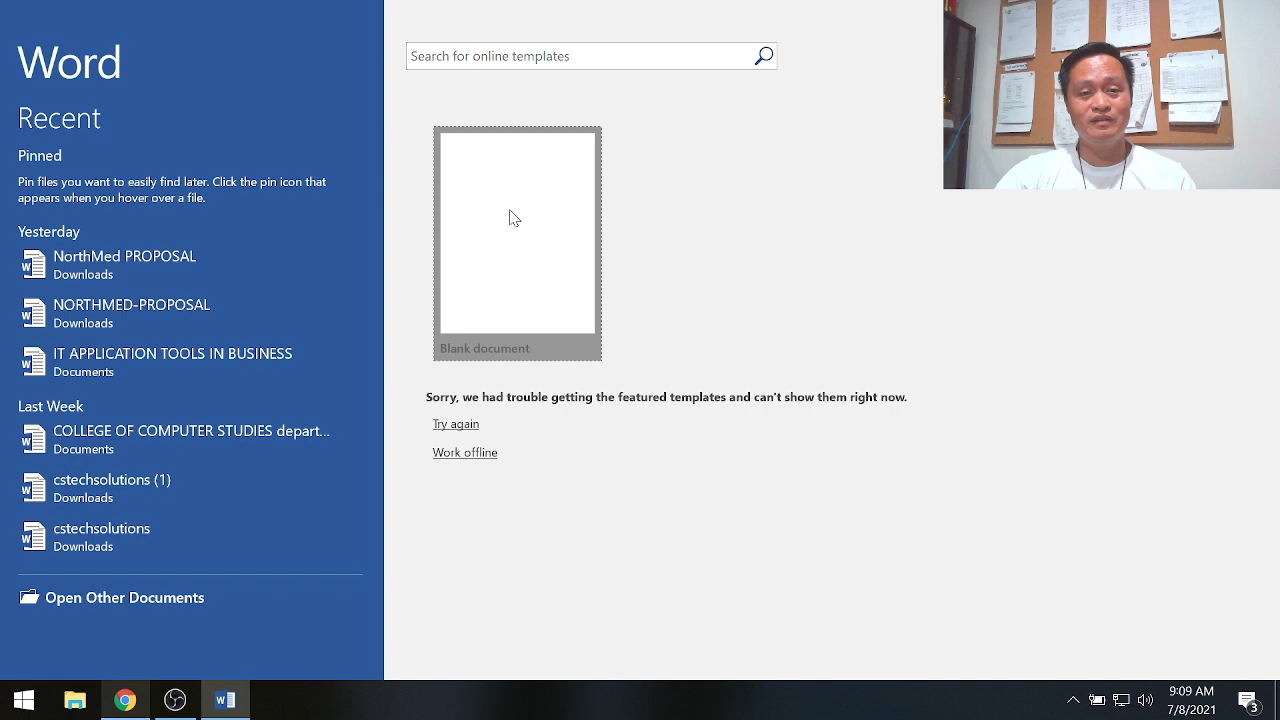 Word
Recent
Pinned
Pin files you want to easily find later. Click the pin icon that
appears when you hover over a file.
Yesterday
NorthMed PROPOSAL
Downloads
NORTHMED-PROPOSAL
Downloads
IT APPLICATION TOOLS IN BUSINESS
Documents
Last Week
COLLEGE OF COMPUTER STUDIES depart...
Documents
cstechsolutions (1)
Downloads
cstechsolutions
Downloads
Open Other Documents
Search for online templates
Blank document
Sorry, we had trouble getting the featured templates and can't show them right now.
Try again
Work offline
9:09 AM
7/8/2021
3